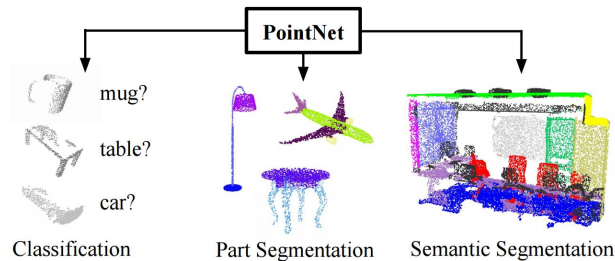 PointNet
mug?
table?
car?
Classification
Part Segmentation
Semantic Segmentation